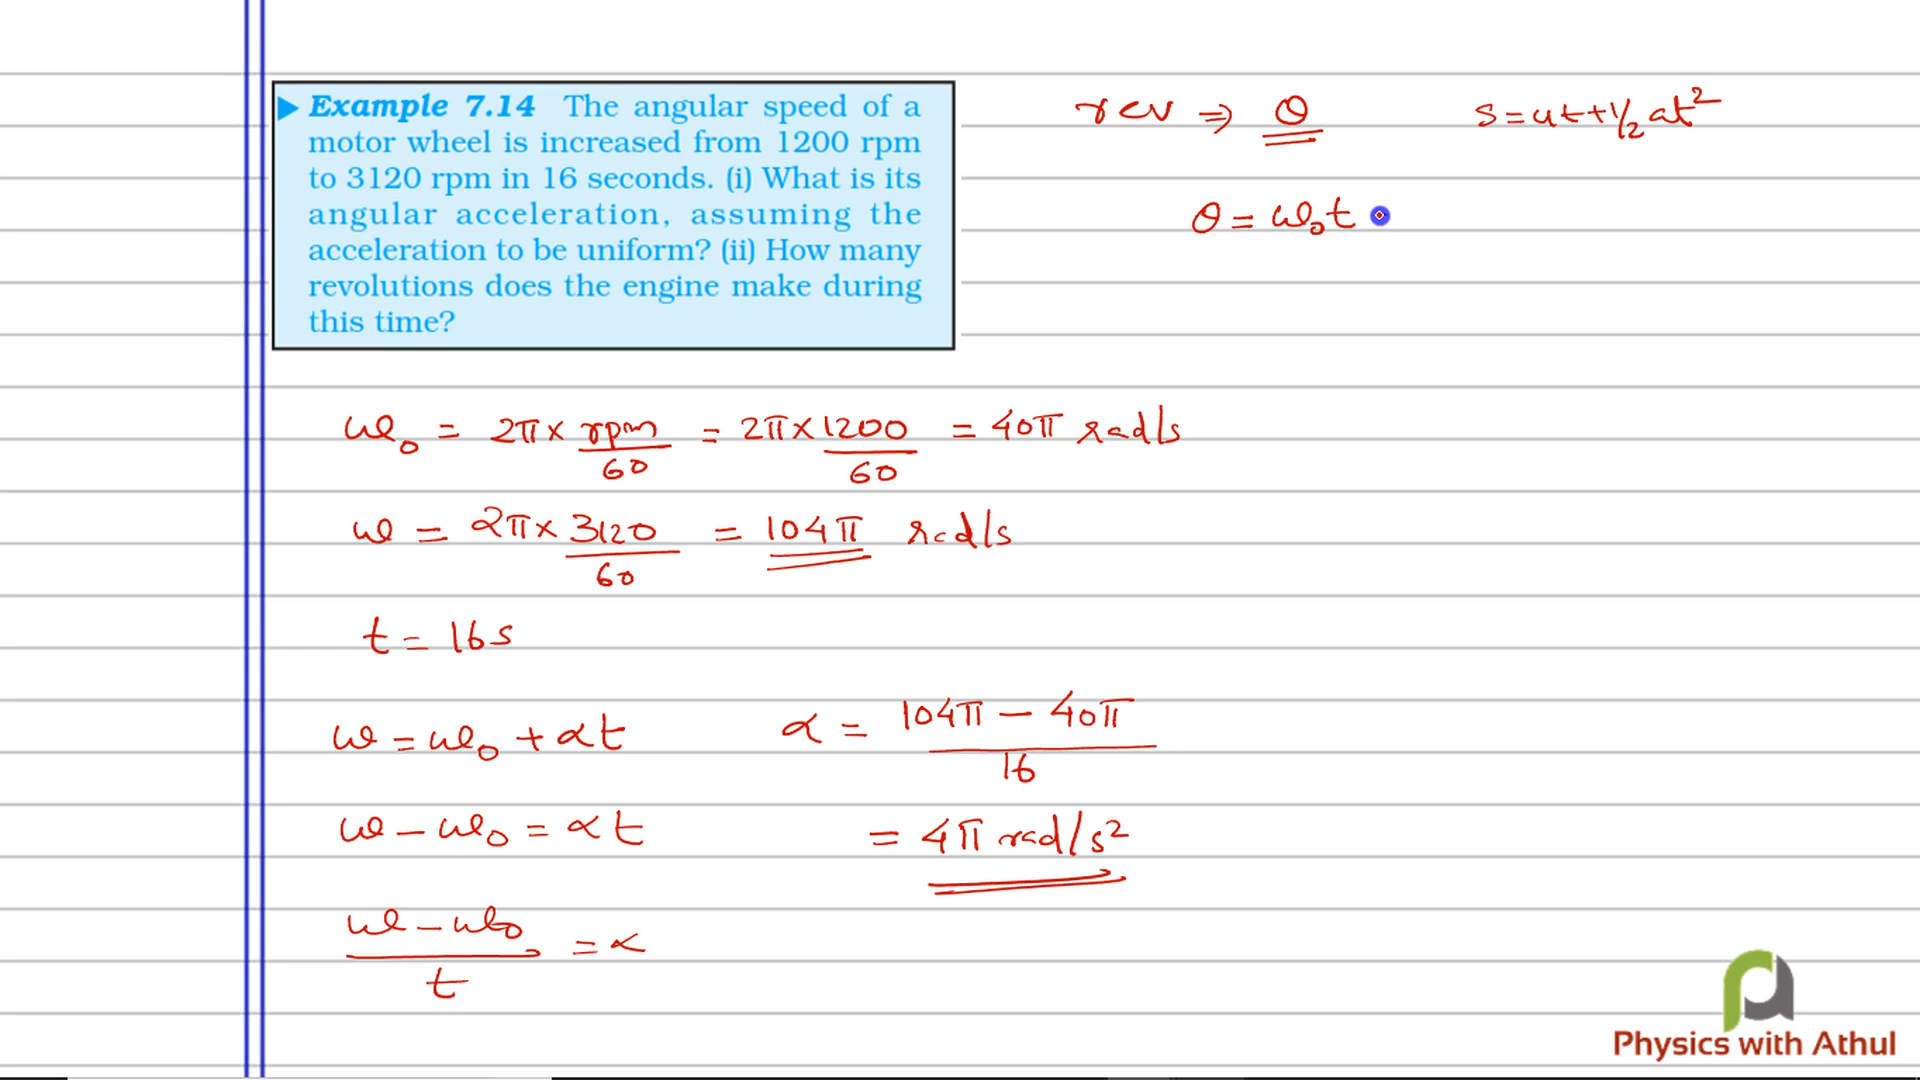 ▶ Example 7.14 The angular speed of a
motor wheel is increased from 1200 rpm
to 3120 rpm in 16 seconds. (i) What is its
angular acceleration, assuming the
acceleration to be uniform? (ii) How many
revolutions does the engine make during
this time?
rev ⇒ θ
s = ut + 1/2 at²
θ = ω₀t
ω₀ = 2π × rpm/60 = 2π × 1200/60 = 40π rad/s
ω = 2π × 3120/60 = 104π rad/s
t = 16s
ω = ω₀ + αt
ω - ω₀ = αt
(ω - ω₀)/t = α
α = (104π - 40π)/16
= 4π rad/s²
Physics with Athul